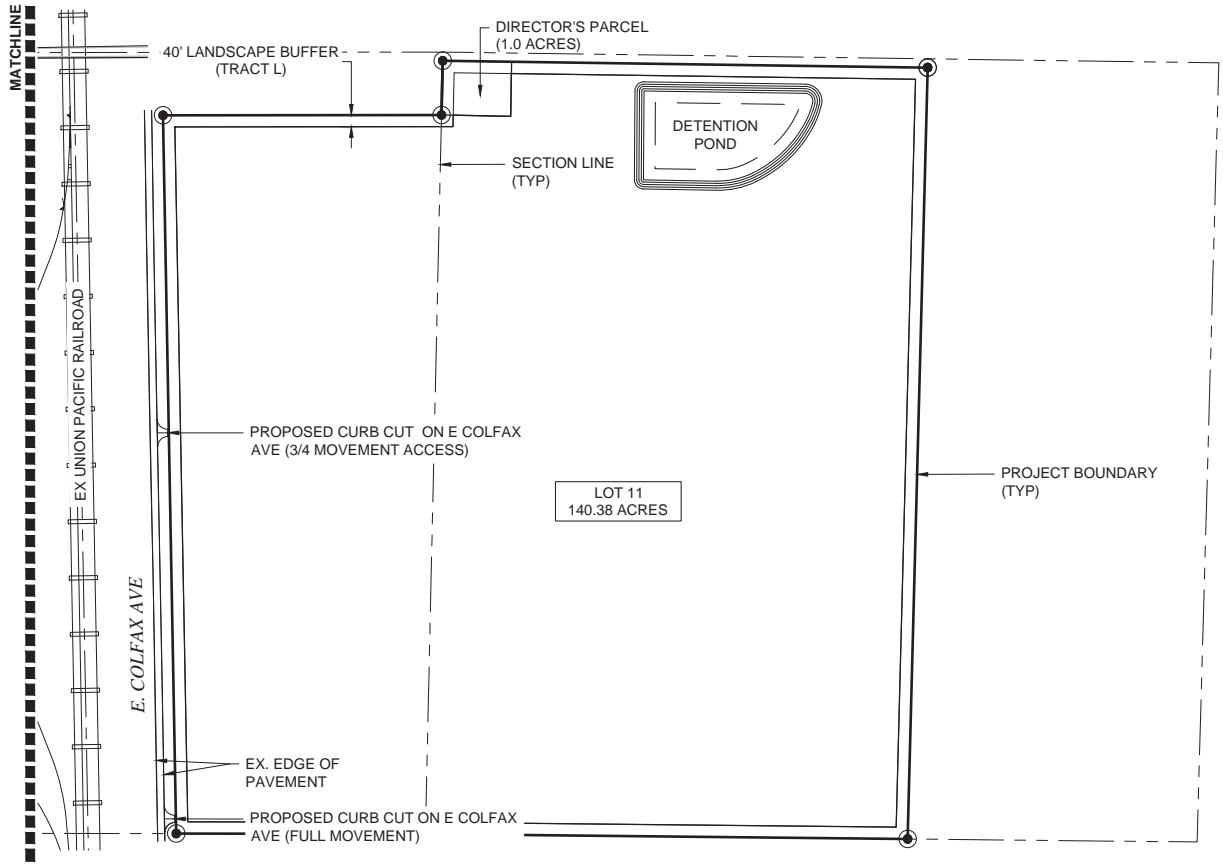 MATCHLINE
40' LANDSCAPE BUFFER
(TRACT L)
DIRECTOR'S PARCEL
(1.0 ACRES)
DETENTION
POND
SECTION LINE
(TYP)
EX UNION PACIFIC RAILROAD
PROPOSED CURB CUT ON E COLFAX
AVE (3/4 MOVEMENT ACCESS)
PROJECT BOUNDARY
(TYP)
LOT 11
140.38 ACRES
E. COLFAX AVE
EX. EDGE OF
PAVEMENT
PROPOSED CURB CUT ON E COLFAX
AVE (FULL MOVEMENT)